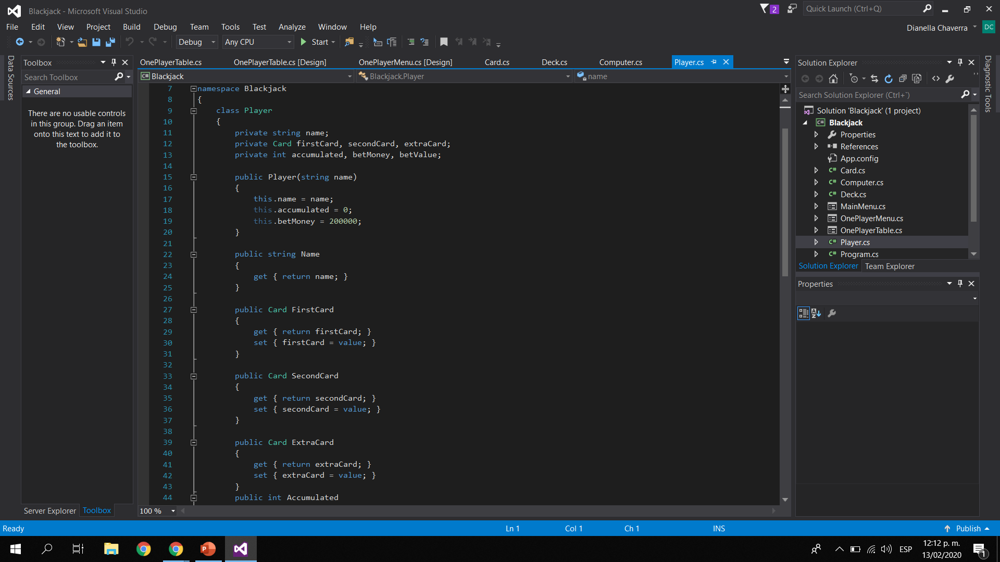 Blackjack - Microsoft Visual Studio
2
Quick Launch (Ctrl+Q)
File Edit View Project Build Debug Team Tools Test Analyze Window Help
Dianella Chaverra
DC
Debug
Any CPU
Start
Data Sources
Toolbox
Search Toolbox
General
There are no usable controls
in this group. Drag an item
onto this text to add it to
the toolbox.
Server Explorer
Toolbox
OnePlayerTable.cs OnePlayerTable.cs [Design] OnePlayerMenu.cs [Design] Card.cs Deck.cs Computer.cs Player.cs
C# Blackjack
Blackjack.Player
name
7 namespace Blackjack
8 {
9 class Player
10 {
11 private string name;
12 private Card firstCard, secondCard, extraCard;
13 private int accumulated, betMoney, betValue;
14
15 public Player(string name)
16 {
17 this.name = name;
18 this.accumulated = 0;
19 this.betMoney = 200000;
20 }
21
22 public string Name
23 {
24 get { return name; }
25 }
26
27 public Card FirstCard
28 {
29 get { return firstCard; }
30 set { firstCard = value; }
31 }
32
33 public Card SecondCard
34 {
35 get { return secondCard; }
36 set { secondCard = value; }
37 }
38
39 public Card ExtraCard
40 {
41 get { return extraCard; }
42 set { extraCard = value; }
43 }
44 public int Accumulated
100 %
Solution Explorer
Search Solution Explorer (Ctrl+`)
Solution 'Blackjack' (1 project)
C# Blackjack
Properties
References
App.config
C# Card.cs
C# Computer.cs
C# Deck.cs
MainMenu.cs
OnePlayerMenu.cs
OnePlayerTable.cs
C# Player.cs
C# Program.cs
Solution Explorer
Team Explorer
Properties
A
Z
Diagnostic Tools
Ready
Ln 1
Col 1
Ch 1
INS
Publish
P
ESP
12:12 p. m.
13/02/2020
1